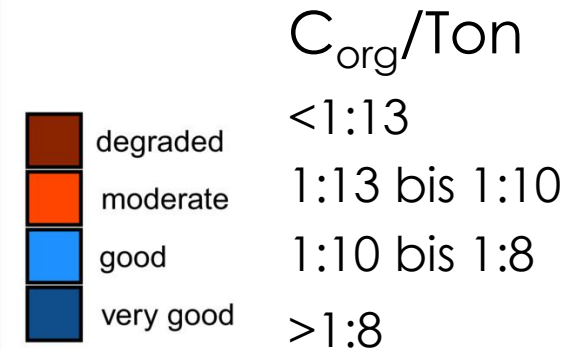 C_org/Ton
degraded <1:13
moderate 1:13 bis 1:10
good 1:10 bis 1:8
very good >1:8